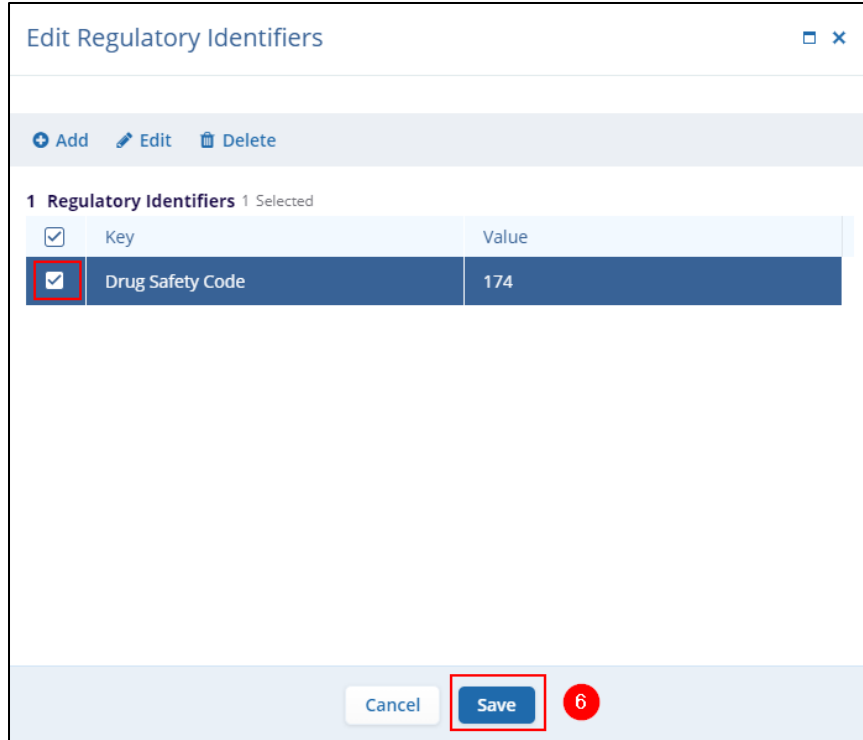 Edit Regulatory Identifiers
Add Edit Delete
1 Regulatory Identifiers 1 Selected
Key Value
Drug Safety Code 174
Cancel Save 6